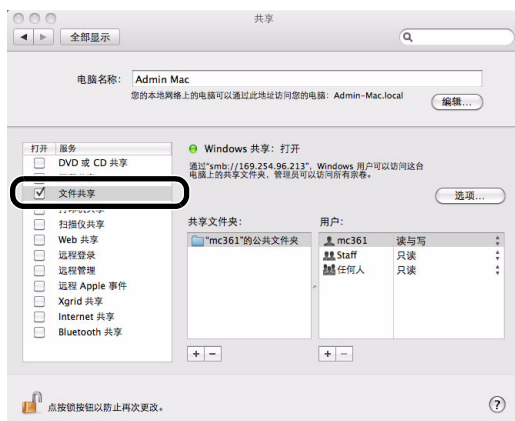 共享
全部显示
电脑名称: Admin Mac
您的本地网络上的电脑可以通过此地址访问您的电脑: Admin-Mac.local
编辑...
打开 服务
DVD 或 CD 共享
文件共享
扫描仪共享
Web 共享
远程登录
远程管理
远程 Apple 事件
Xgrid 共享
Internet 共享
Bluetooth 共享
Windows 共享: 打开
通过“smb://169.254.96.213”, Windows 用户可以访问这台
电脑上的共享文件夹, 管理员可以访问所有宗卷。
选项...
共享文件夹:
“mc361”的公共文件夹
用户:
mc361 读与写
Staff 只读
任何人 只读
点按锁按钮以防止再次更改。